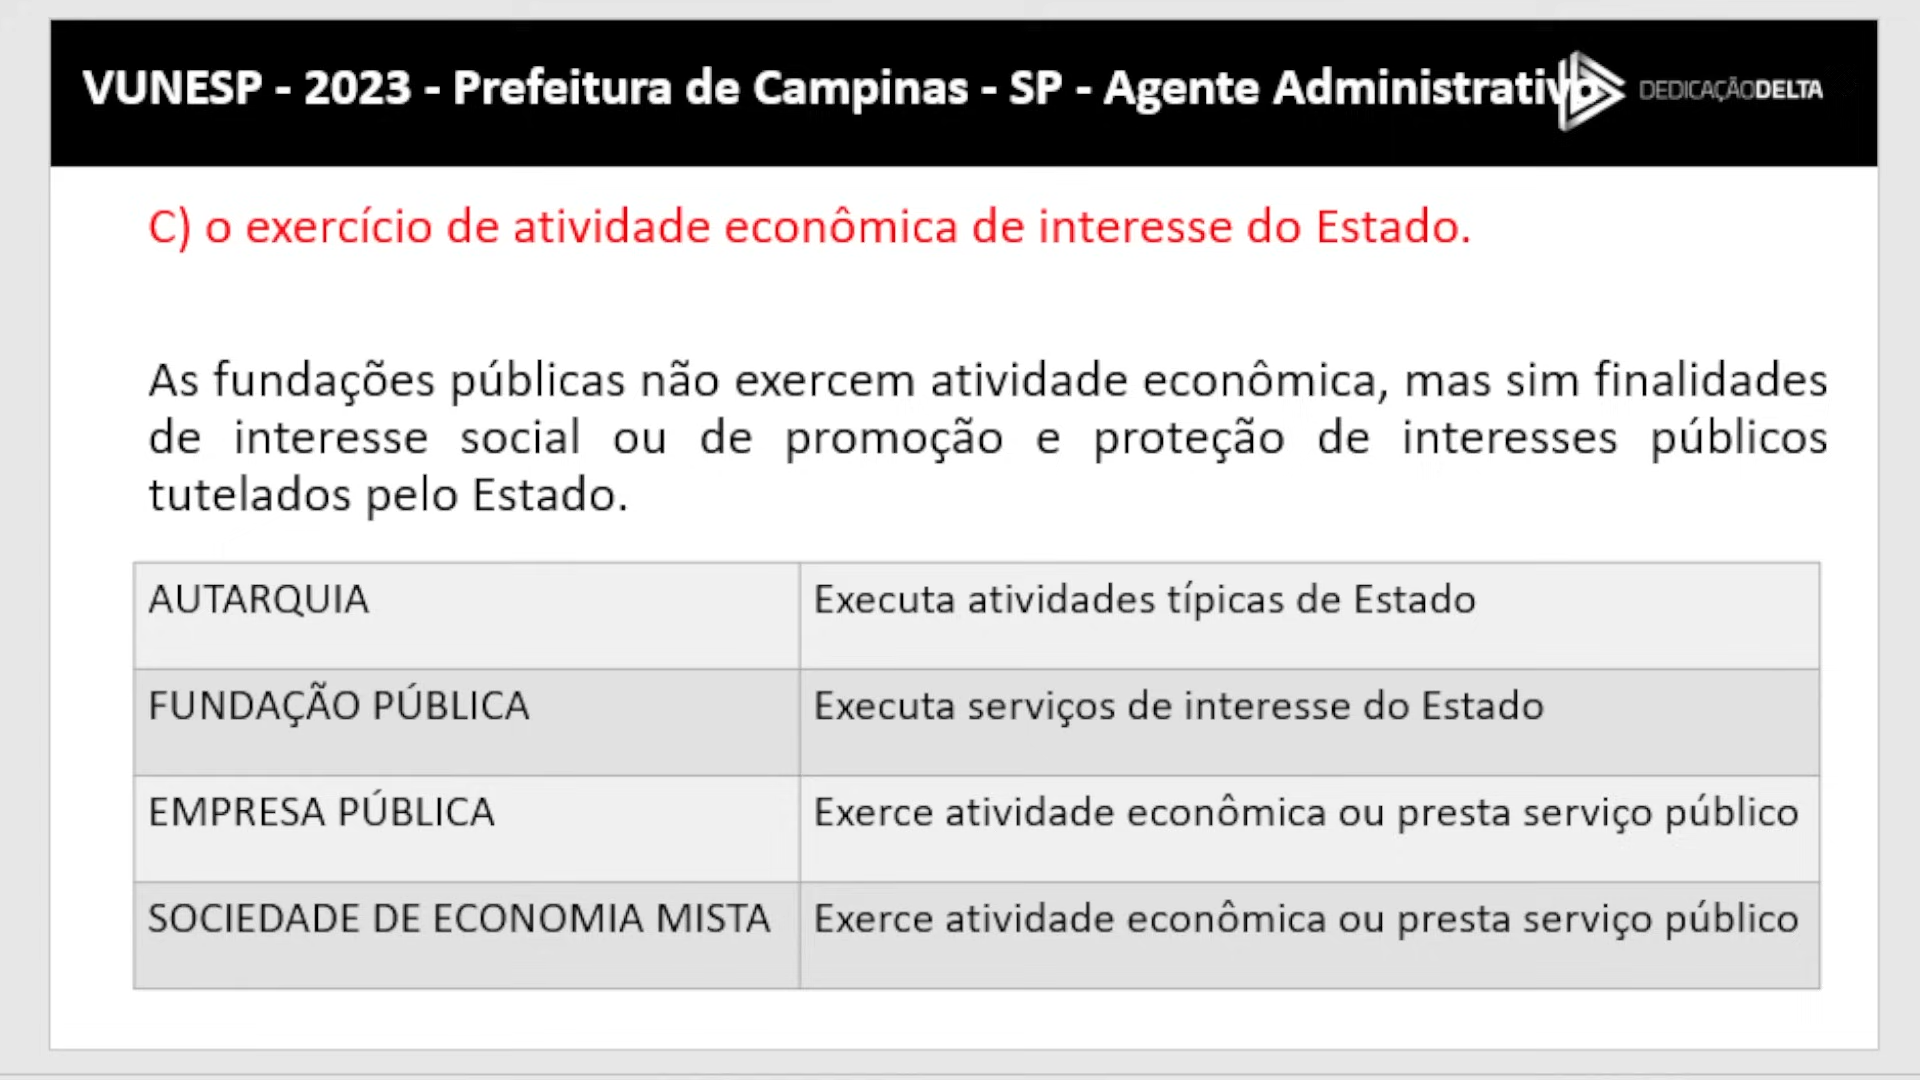 VUNESP - 2023 - Prefeitura de Campinas - SP - Agente Administrativo
DEDICAÇÃODELTA
C) o exercício de atividade econômica de interesse do Estado.
As fundações públicas não exercem atividade econômica, mas sim finalidades
de interesse social ou de promoção e proteção de interesses públicos
tutelados pelo Estado.
AUTARQUIA
Executa atividades típicas de Estado
FUNDAÇÃO PÚBLICA
Executa serviços de interesse do Estado
EMPRESA PÚBLICA
Exerce atividade econômica ou presta serviço público
SOCIEDADE DE ECONOMIA MISTA
Exerce atividade econômica ou presta serviço público